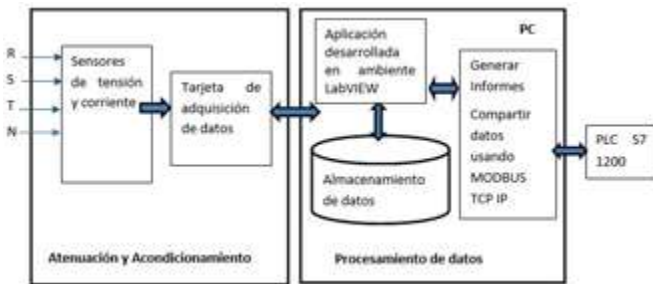 R
S
T
N
Sensores
de tensión
y corriente
Tarjeta de
adquisición
de datos
Atenuación y Acondicionamiento
PC
Aplicación
desarrollada
en ambiente
LabVIEW
Almacenamiento
de datos
Generar
Informes
Compartir
datos
usando
MODBUS
TCP IP
Procesamiento de datos
PLC S7
1200